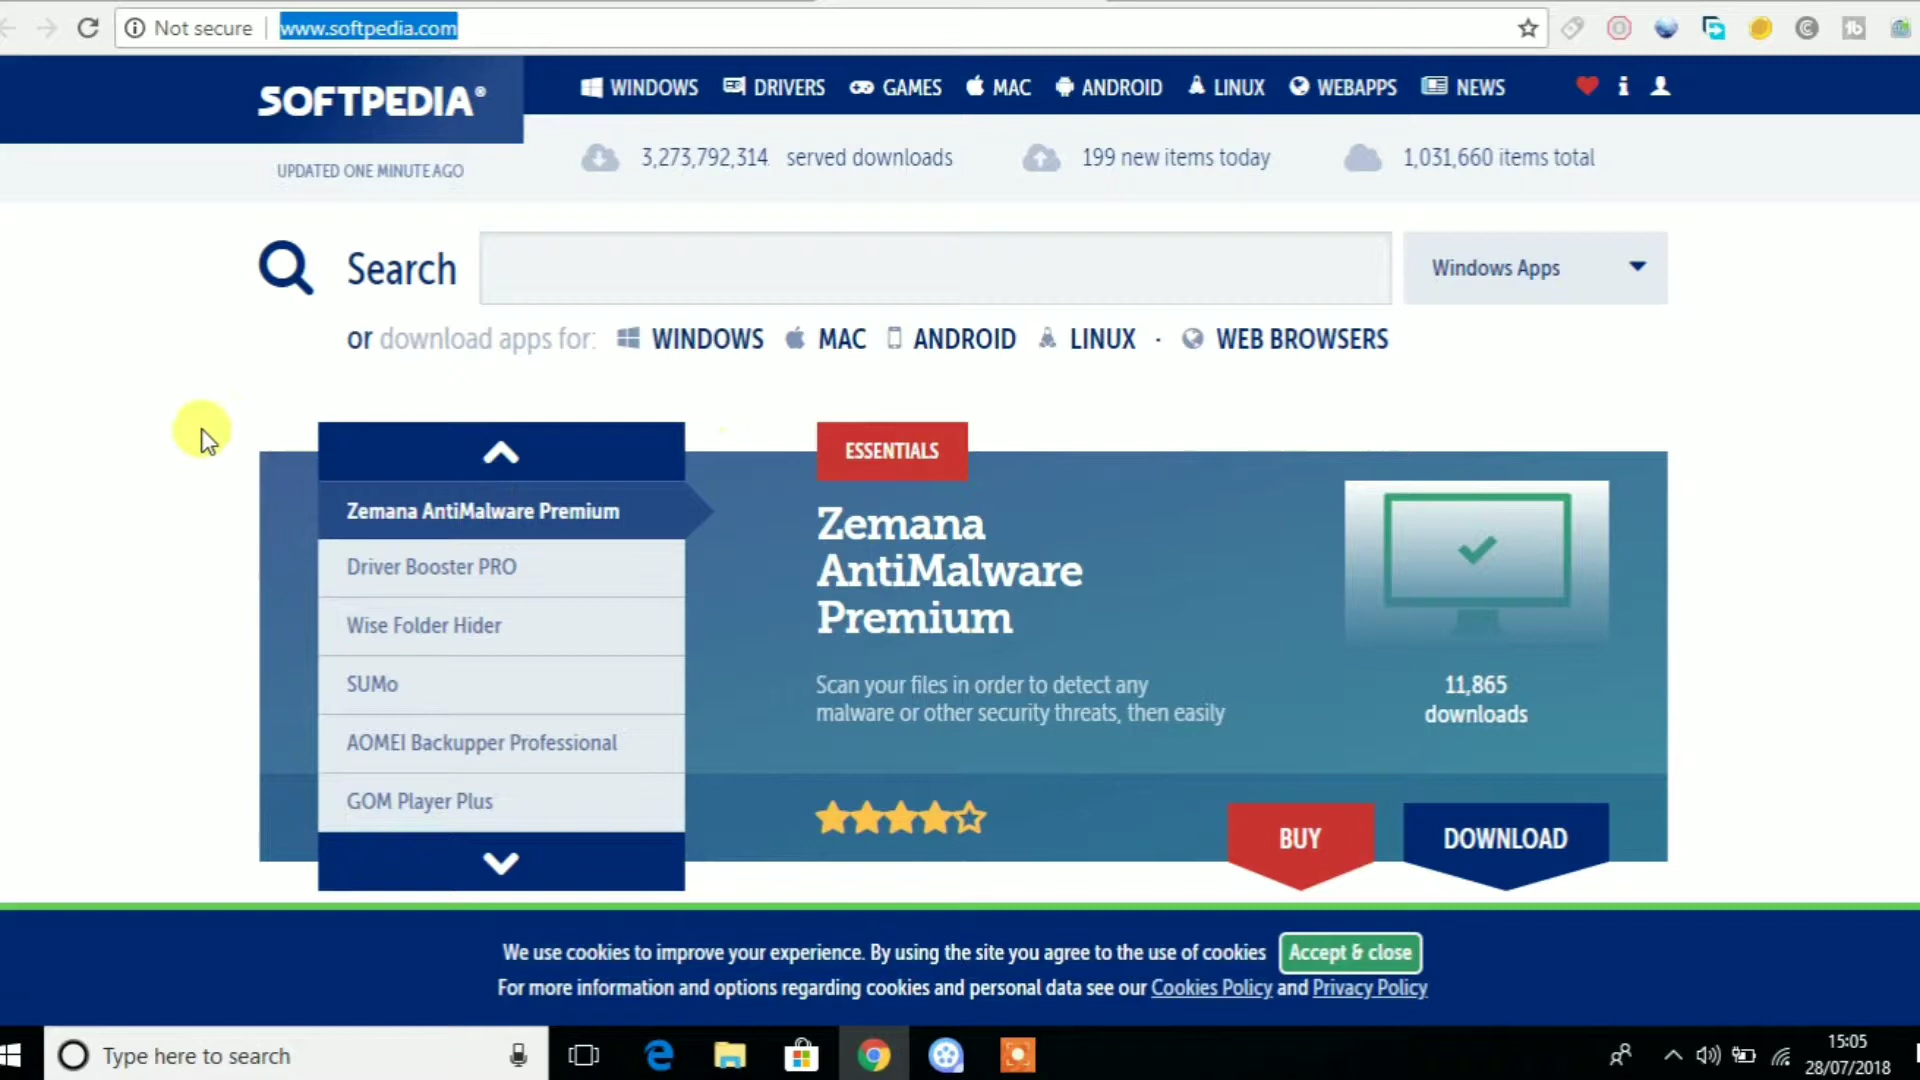 Not secure www.softpedia.com
SOFTPEDIA®
WINDOWS DRIVERS GAMES MAC ANDROID LINUX WEBAPPS NEWS
UPDATED ONE MINUTE AGO
3,273,792,314 served downloads 199 new items today 1,031,660 items total
Search
Windows Apps
or download apps for: WINDOWS MAC ANDROID LINUX · WEB BROWSERS
Zemana AntiMalware Premium
Driver Booster PRO
Wise Folder Hider
SUMo
AOMEI Backupper Professional
GOM Player Plus
ESSENTIALS
Zemana
AntiMalware
Premium
Scan your files in order to detect any
malware or other security threats, then easily
11,865
downloads
BUY
DOWNLOAD
We use cookies to improve your experience. By using the site you agree to the use of cookies Accept & close
For more information and options regarding cookies and personal data see our Cookies Policy and Privacy Policy
Type here to search
15:05
28/07/2018